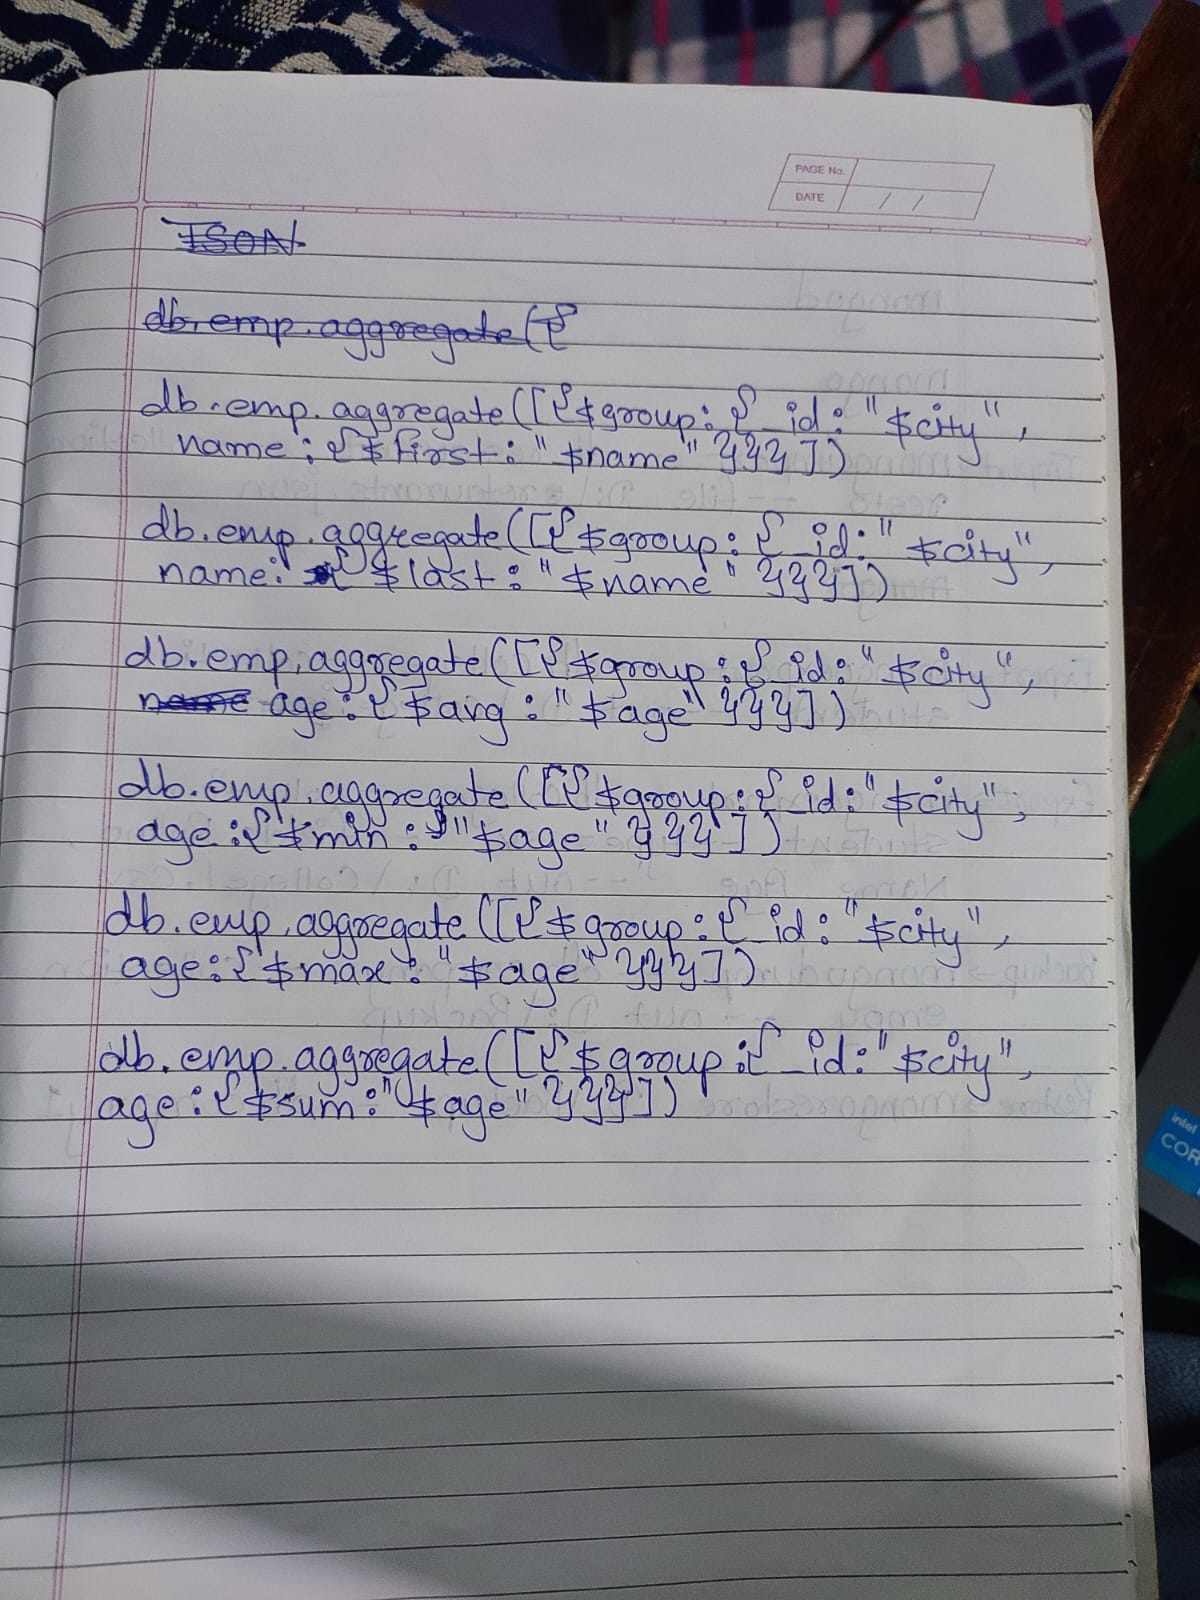 PAGE No.
DATE / /
JSON
db.emp.aggregate([{
db.emp.aggregate([{$group:{_id:"$city",
name:{$first:"$name"}}}])
db.emp.aggregate([{$group:{_id:"$city",
name:{$last:"$name"}}}])
db.emp.aggregate([{$group:{_id:"$city",
name age:{$avg:"$age"}}}])
db.emp.aggregate([{$group:{_id:"$city",
age:{$min:"$age"}}}])
db.emp.aggregate([{$group:{_id:"$city",
age:{$max:"$age"}}}])
db.emp.aggregate([{$group:{_id:"$city",
age:{$sum:"$age"}}}])
intel
COR